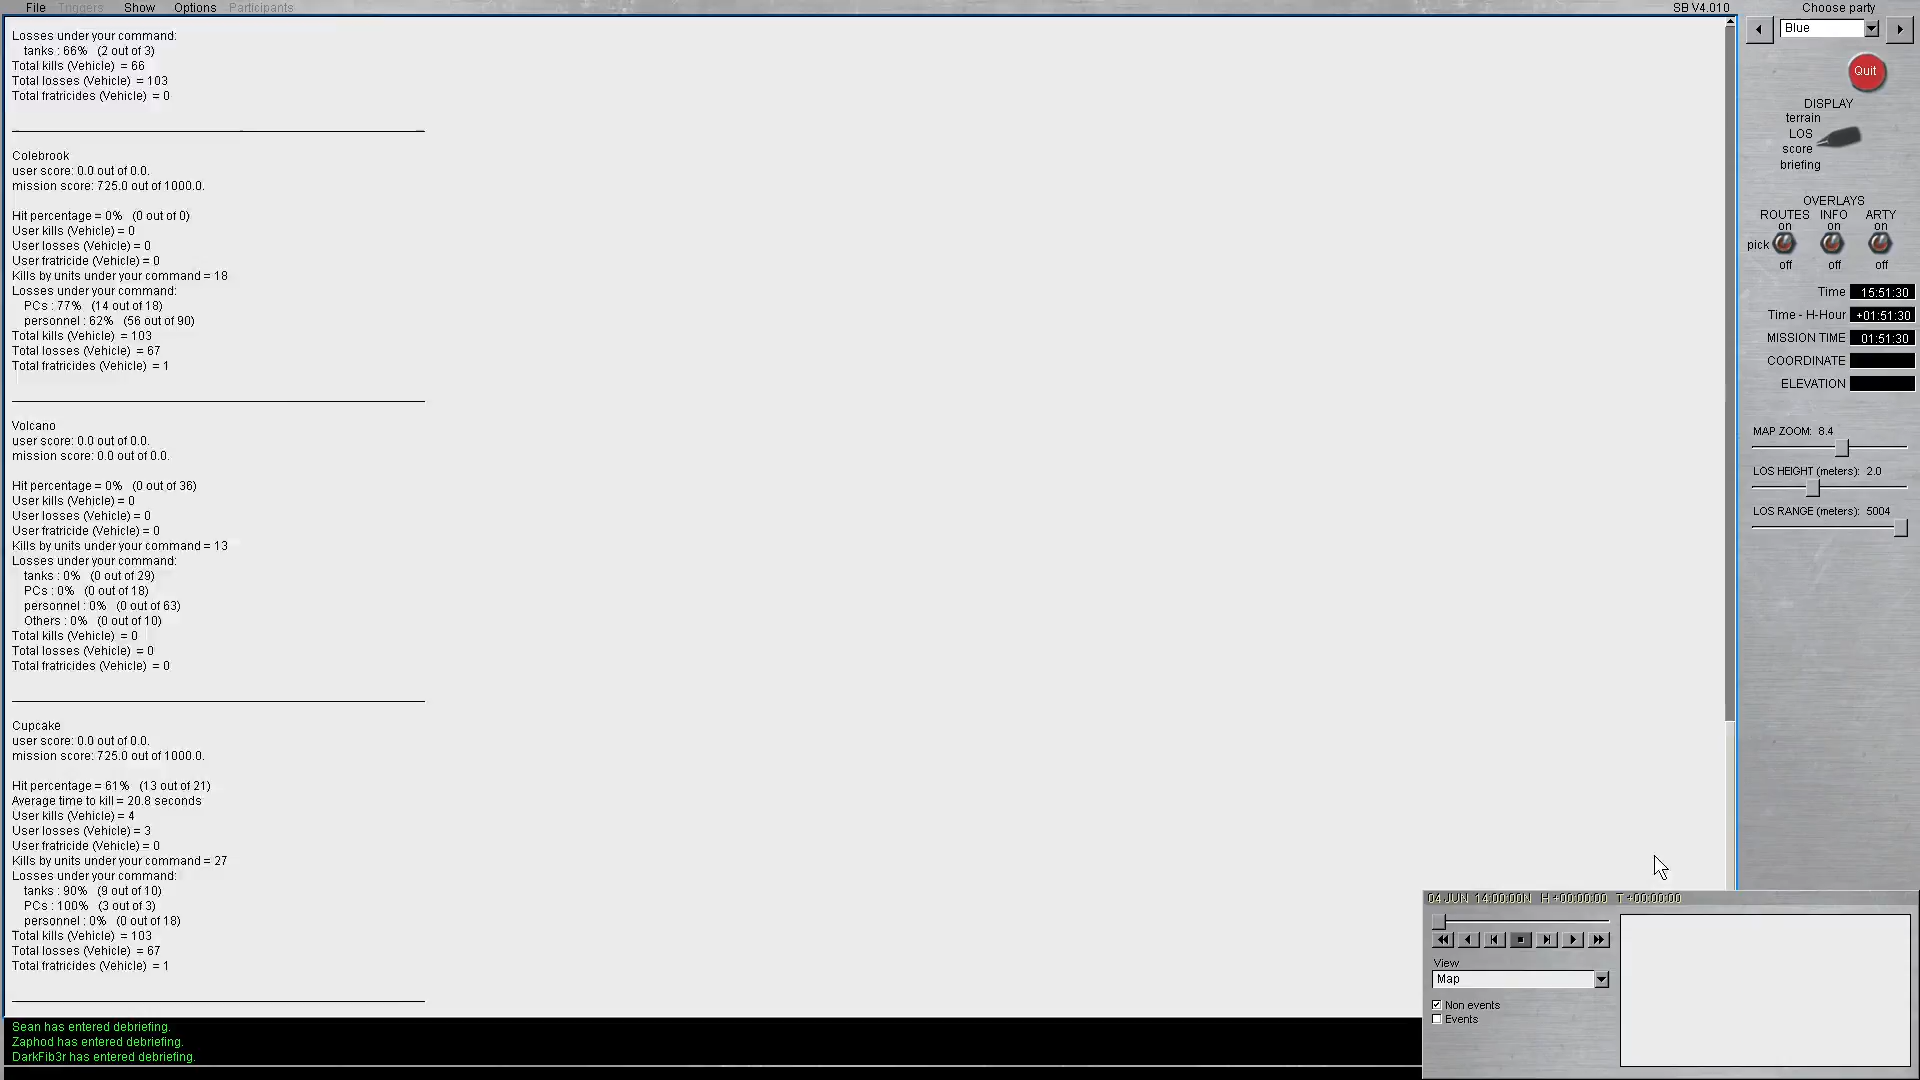 File Triggers Show Options Participants SB V4.010
Losses under your command:
tanks : 66% (2 out of 3)
Total kills (Vehicle) = 66
Total losses (Vehicle) = 103
Total fratricides (Vehicle) = 0
Colebrook
user score: 0.0 out of 0.0.
mission score: 725.0 out of 1000.0.
Hit percentage = 0% (0 out of 0)
User kills (Vehicle) = 0
User losses (Vehicle) = 0
User fratricide (Vehicle) = 0
Kills by units under your command = 18
Losses under your command:
PCs : 77% (14 out of 18)
personnel : 62% (56 out of 90)
Total kills (Vehicle) = 103
Total losses (Vehicle) = 67
Total fratricides (Vehicle) = 1
Volcano
user score: 0.0 out of 0.0.
mission score: 0.0 out of 0.0.
Hit percentage = 0% (0 out of 36)
User kills (Vehicle) = 0
User losses (Vehicle) = 0
User fratricide (Vehicle) = 0
Kills by units under your command = 13
Losses under your command:
tanks : 0% (0 out of 29)
PCs : 0% (0 out of 18)
personnel : 0% (0 out of 63)
Others : 0% (0 out of 10)
Total kills (Vehicle) = 0
Total losses (Vehicle) = 0
Total fratricides (Vehicle) = 0
Cupcake
user score: 0.0 out of 0.0.
mission score: 725.0 out of 1000.0.
Hit percentage = 61% (13 out of 21)
Average time to kill = 20.8 seconds
User kills (Vehicle) = 4
User losses (Vehicle) = 3
User fratricide (Vehicle) = 0
Kills by units under your command = 27
Losses under your command:
tanks : 90% (9 out of 10)
PCs : 100% (3 out of 3)
personnel : 0% (0 out of 18)
Total kills (Vehicle) = 103
Total losses (Vehicle) = 67
Total fratricides (Vehicle) = 1
Sean has entered debriefing.
Zaphod has entered debriefing.
DarkFib3r has entered debriefing.
Choose party
Blue
Quit
DISPLAY
terrain
LOS
score
briefing
OVERLAYS
ROUTES INFO ARTY
on on on
pick
off off off
Time 15:51:30
Time - H-Hour +01:51:30
MISSION TIME 01:51:30
COORDINATE
ELEVATION
MAP ZOOM: 8.4
LOS HEIGHT (meters): 2.0
LOS RANGE (meters): 5004
04 JUN 14:00:00N H +00:00:00 T +00:00:00
View
Map
Non events
Events